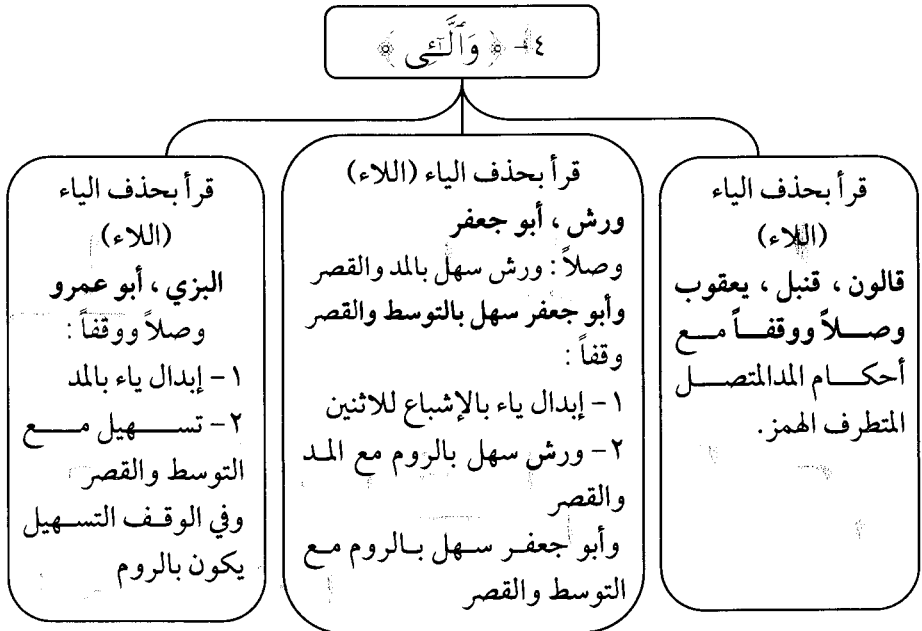 ٤- ﴿ وَٱلَّـٰٓـِٔى ﴾
قرأ بحذف الياء
(اللاء)
قالون ، قنبل ، يعقوب
وصلاً ووقفاً مع
أحكام المدالمتصل
المتطرف الهمز.
قرأ بحذف الياء (اللاء)
ورش ، أبو جعفر
وصلاً : ورش سهل بالمد والقصر
وأبو جعفر سهل بالتوسط والقصر
وقفاً :
١- إبدال ياء بالإشباع للاثنين
٢- ورش سهل بالروم مع المد
والقصر
وأبو جعفر سهل بالروم مع
التوسط والقصر
قرأ بحذف الياء
(اللاء)
البزي ، أبو عمرو
وصلاً ووقفاً :
١- إبدال ياء بالمد
٢- تسهيل مع
التوسط والقصر
وفي الوقف التسهيل
يكون بالروم